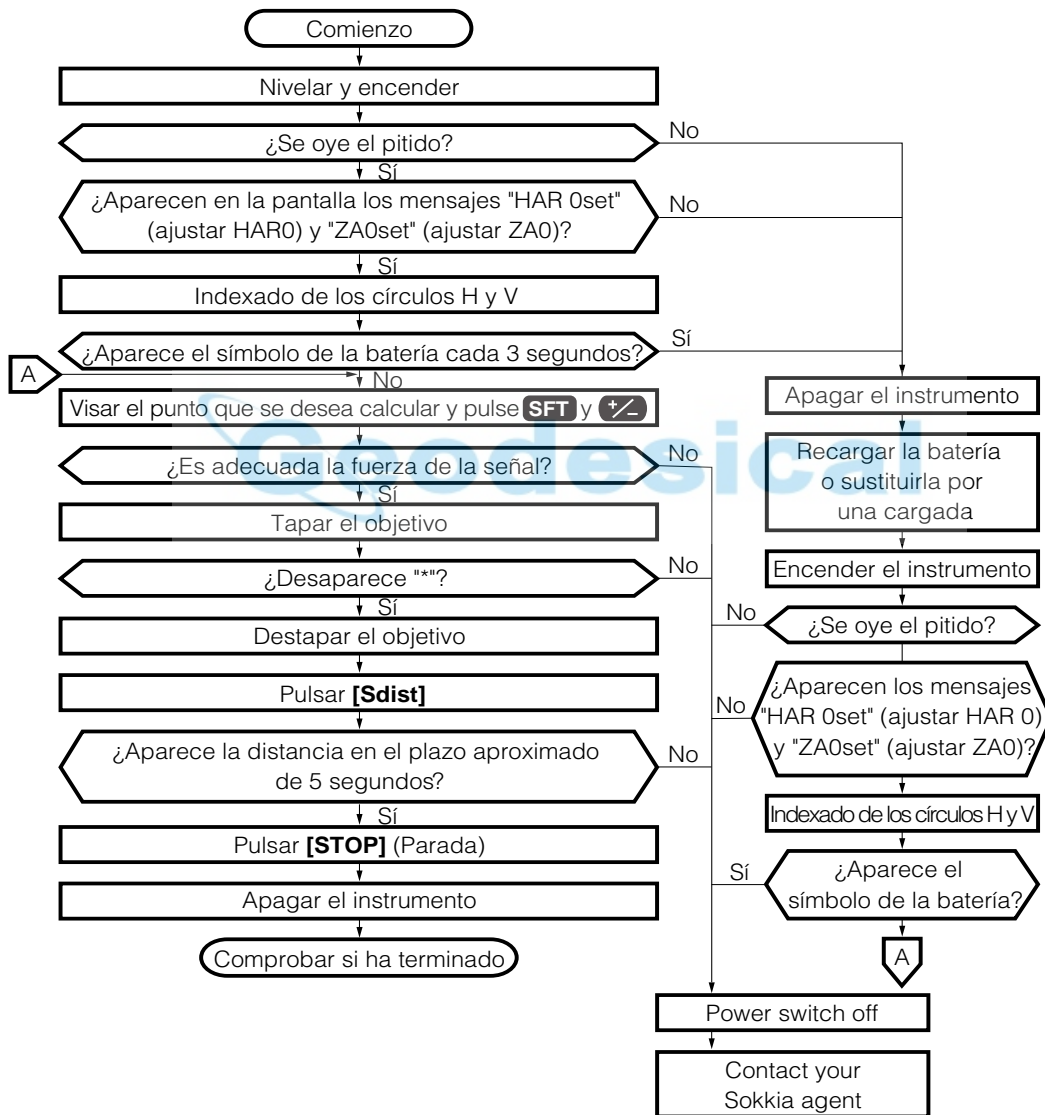 Comienzo
Nivelar y encender
¿Se oye el pitido?
No
Sí
¿Aparecen en la pantalla los mensajes "HAR 0set"
(ajustar HAR0) y "ZA0set" (ajustar ZA0)?
No
Sí
Indexado de los círculos H y V
¿Aparece el símbolo de la batería cada 3 segundos?
Sí
A
No
Visar el punto que se desea calcular y pulse SFT y +/-
¿Es adecuada la fuerza de la señal?
No
Sí
Tapar el objetivo
¿Desaparece "*"?
No
Sí
Destapar el objetivo
Pulsar [Sdist]
¿Aparece la distancia en el plazo aproximado
de 5 segundos?
No
Sí
Pulsar [STOP] (Parada)
Apagar el instrumento
Comprobar si ha terminado
Apagar el instrumento
Recargar la batería
o sustituirla por
una cargada
Encender el instrumento
No
¿Se oye el pitido?
No
¿Aparecen los mensajes
"HAR 0set" (ajustar HAR 0)
y "ZA0set" (ajustar ZA0)?
Indexado de los círculos H y V
Sí
¿Aparece el
símbolo de la batería?
A
Power switch off
Contact your
Sokkia agent
Geodesical